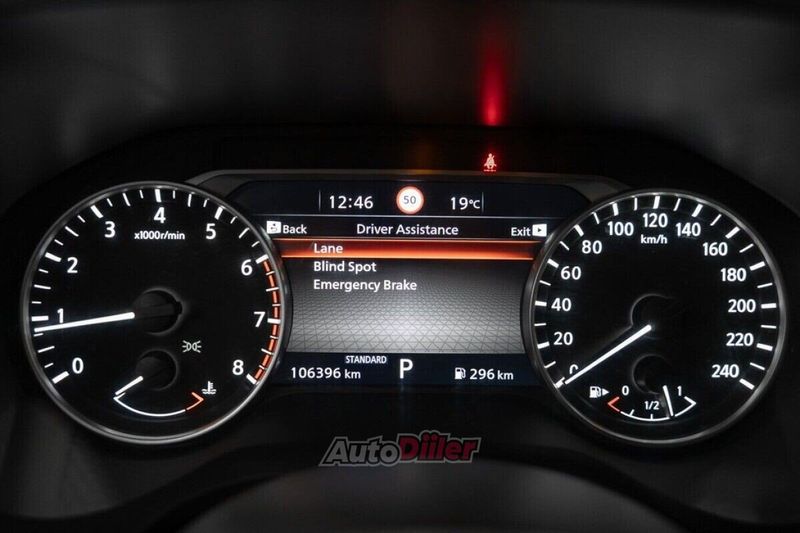 12:46 50 19°C
Back Driver Assistance Exit
Lane
Blind Spot
Emergency Brake
STANDARD
106396 km P 296 km
0 1 2 3 4 5 6 7 8
x1000r/min
0 20 40 60 80 100 120 140 160 180 200 220 240
km/h
0 1/2 1
AutoDiiler